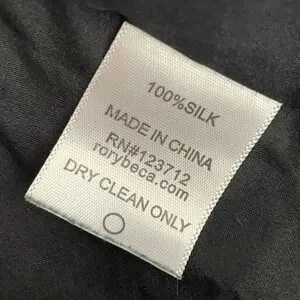 100%SILK
MADE IN CHINA
RN#123712
rorybeca.com
DRY CLEAN ONLY